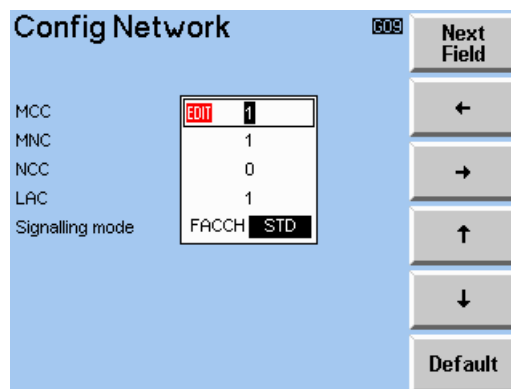 Config Network
G09
MCC
EDIT 1
MNC
1
NCC
0
LAC
1
Signalling mode
FACCH STD
Next
Field
←
→
↑
↓
Default